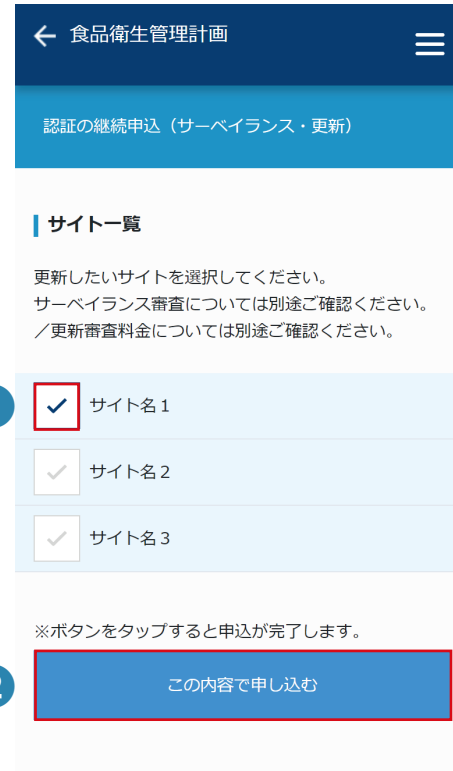 食品衛生管理計画
認証の継続申込（サーベイランス・更新）
サイト一覧
更新したいサイトを選択してください。
サーベイランス審査については別途ご確認ください。
／更新審査料金については別途ご確認ください。
サイト名１
サイト名２
サイト名３
※ボタンをタップすると申込が完了します。
2
この内容で申し込む